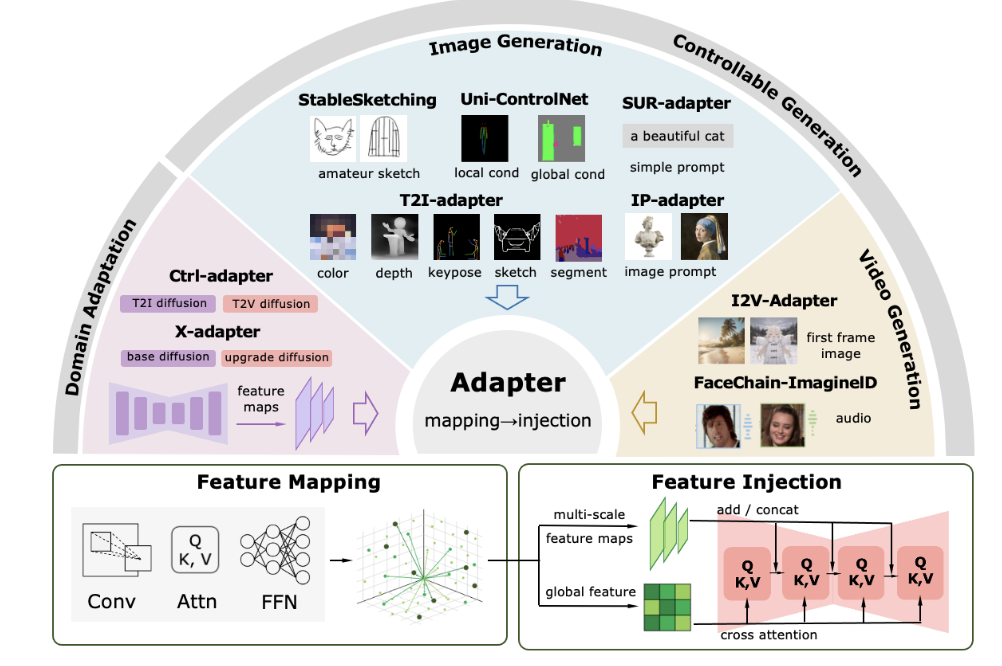 Image Generation
Controllable Generation
Domain Adaptation
Video Generation
StableSketching
amateur sketch
Uni-ControlNet
local cond
global cond
SUR-adapter
a beautiful cat
simple prompt
T2I-adapter
color
depth
keypose
sketch
segment
IP-adapter
image prompt
Ctrl-adapter
T2I diffusion
T2V diffusion
X-adapter
base diffusion
upgrade diffusion
feature
maps
I2V-Adapter
first frame
image
FaceChain-ImagineID
audio
Adapter
mapping→injection
Feature Mapping
Conv
Q
K, V
Attn
FFN
Feature Injection
multi-scale
feature maps
global feature
add / concat
Q
K,V
Q
K,V
Q
K,V
Q
K,V
cross attention